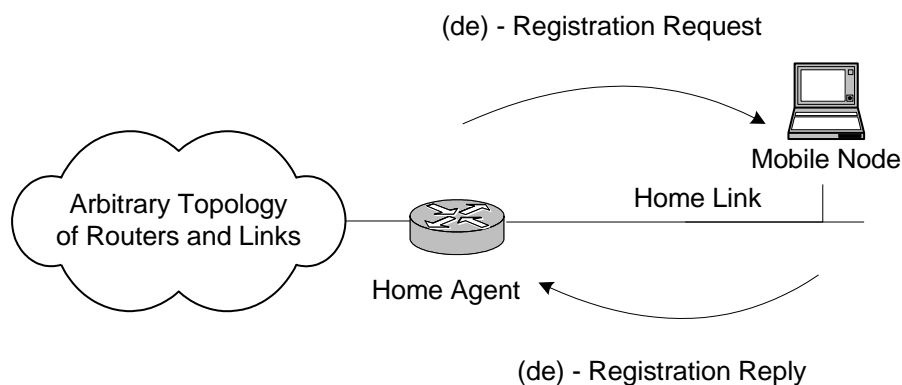 (de) - Registration Request
Mobile Node
Home Link
Arbitrary Topology
of Routers and Links
Home Agent
(de) - Registration Reply